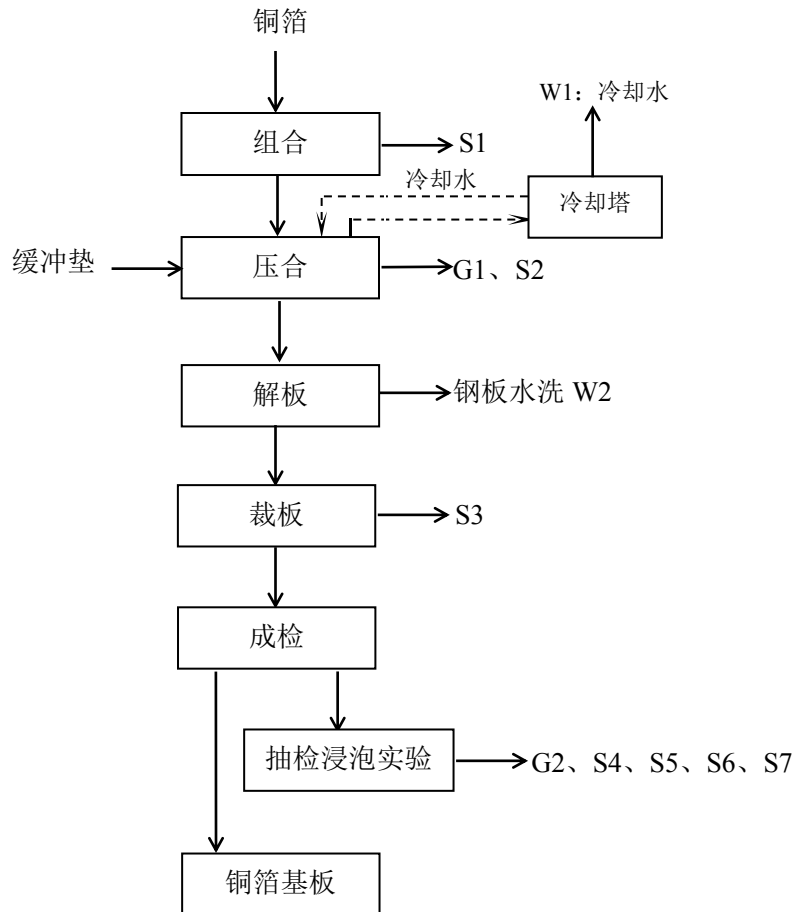 铜箔
W1：冷却水
组合
S1
冷却水
冷却塔
缓冲垫
压合
G1、S2
解板
钢板水洗 W2
裁板
S3
成检
抽检浸泡实验
G2、S4、S5、S6、S7
铜箔基板